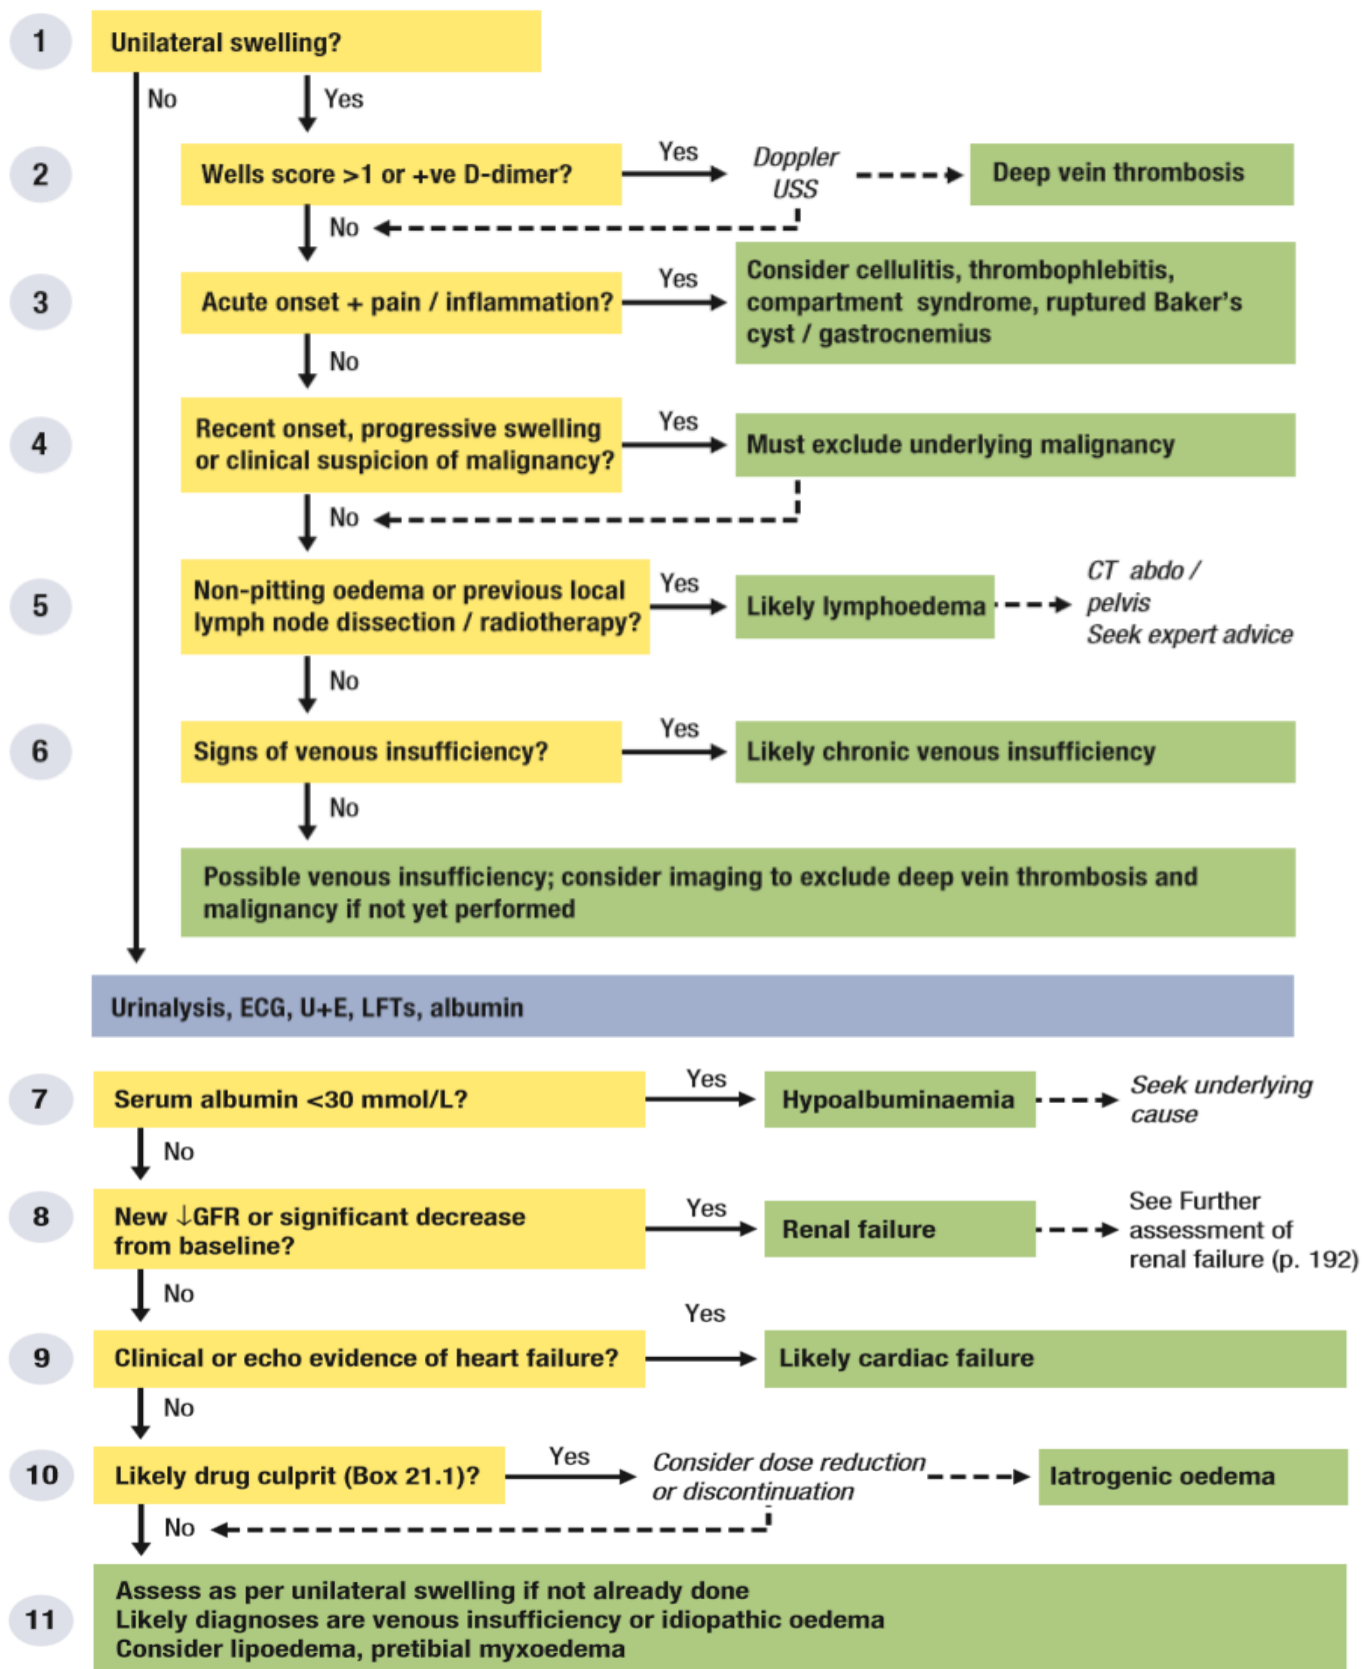 1
Unilateral swelling?
No
Yes
2
Wells score >1 or +ve D-dimer?
Yes
Doppler
USS
Deep vein thrombosis
No
3
Acute onset + pain / inflammation?
Yes
Consider cellulitis, thrombophlebitis,
compartment syndrome, ruptured Baker's
cyst / gastrocnemius
No
4
Recent onset, progressive swelling
or clinical suspicion of malignancy?
Yes
Must exclude underlying malignancy
No
5
Non-pitting oedema or previous local
lymph node dissection / radiotherapy?
Yes
Likely lymphoedema
CT abdo /
pelvis
Seek expert advice
No
6
Signs of venous insufficiency?
Yes
Likely chronic venous insufficiency
No
Possible venous insufficiency; consider imaging to exclude deep vein thrombosis and
malignancy if not yet performed
Urinalysis, ECG, U+E, LFTs, albumin
7
Serum albumin <30 mmol/L?
Yes
Hypoalbuminaemia
Seek underlying
cause
No
8
New ↓GFR or significant decrease
from baseline?
Yes
Renal failure
See Further
assessment of
renal failure (p. 192)
No
9
Clinical or echo evidence of heart failure?
Yes
Likely cardiac failure
No
10
Likely drug culprit (Box 21.1)?
Yes
Consider dose reduction
or discontinuation
Iatrogenic oedema
No
11
Assess as per unilateral swelling if not already done
Likely diagnoses are venous insufficiency or idiopathic oedema
Consider lipoedema, pretibial myxoedema